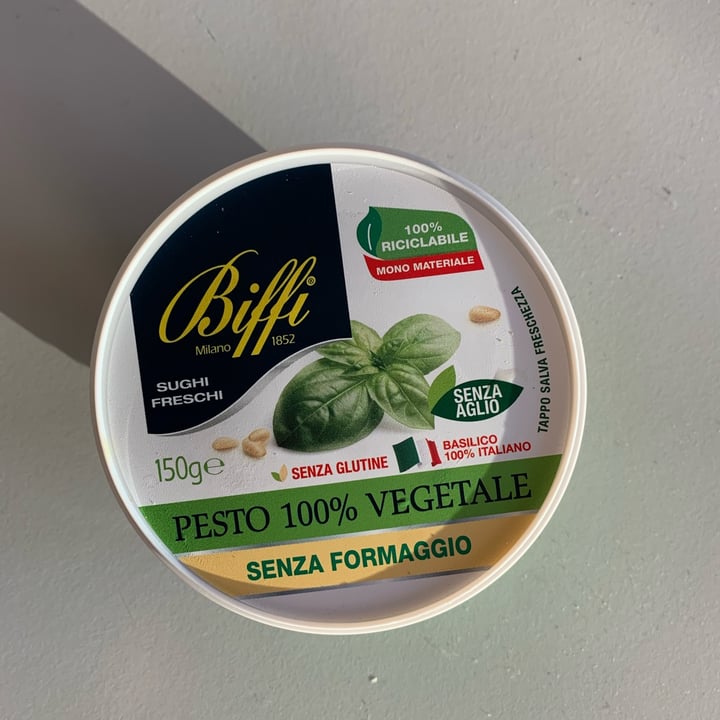 100%
RICICLABILE
MONO MATERIALE
Biffi®
Milano 1852
SUGHI
FRESCHI
SENZA
AGLIO
TAPPO SALVA FRESCHEZZA
150g℮
SENZA GLUTINE
BASILICO
100% ITALIANO
PESTO 100% VEGETALE
SENZA FORMAGGIO